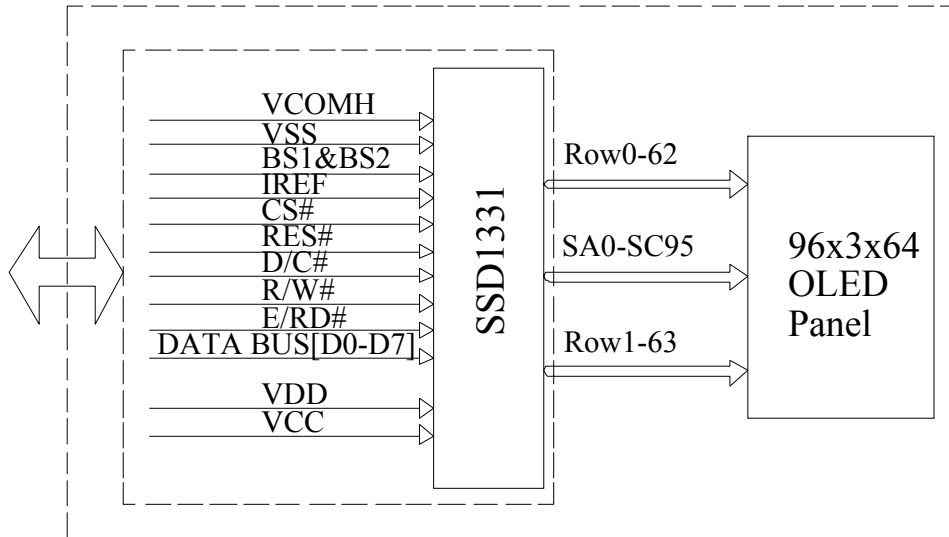 VCOMH
VSS
BS1&BS2
IREF
CS#
RES#
D/C#
R/W#
E/RD#
DATA BUS[D0-D7]
VDD
VCC
SSD1331
Row0-62
SA0-SC95
Row1-63
96x3x64
OLED
Panel